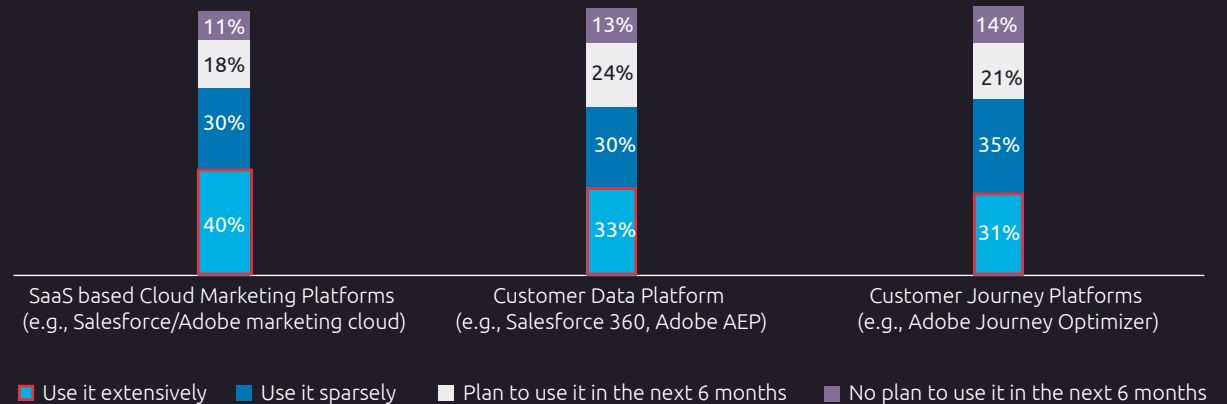 11%
13%
14%
18%
24%
21%
30%
30%
35%
40%
33%
31%
SaaS based Cloud Marketing Platforms
(e.g., Salesforce/Adobe marketing cloud)
Customer Data Platform
(e.g., Salesforce 360, Adobe AEP)
Customer Journey Platforms
(e.g., Adobe Journey Optimizer)
Use it extensively
Use it sparsely
Plan to use it in the next 6 months
No plan to use it in the next 6 months